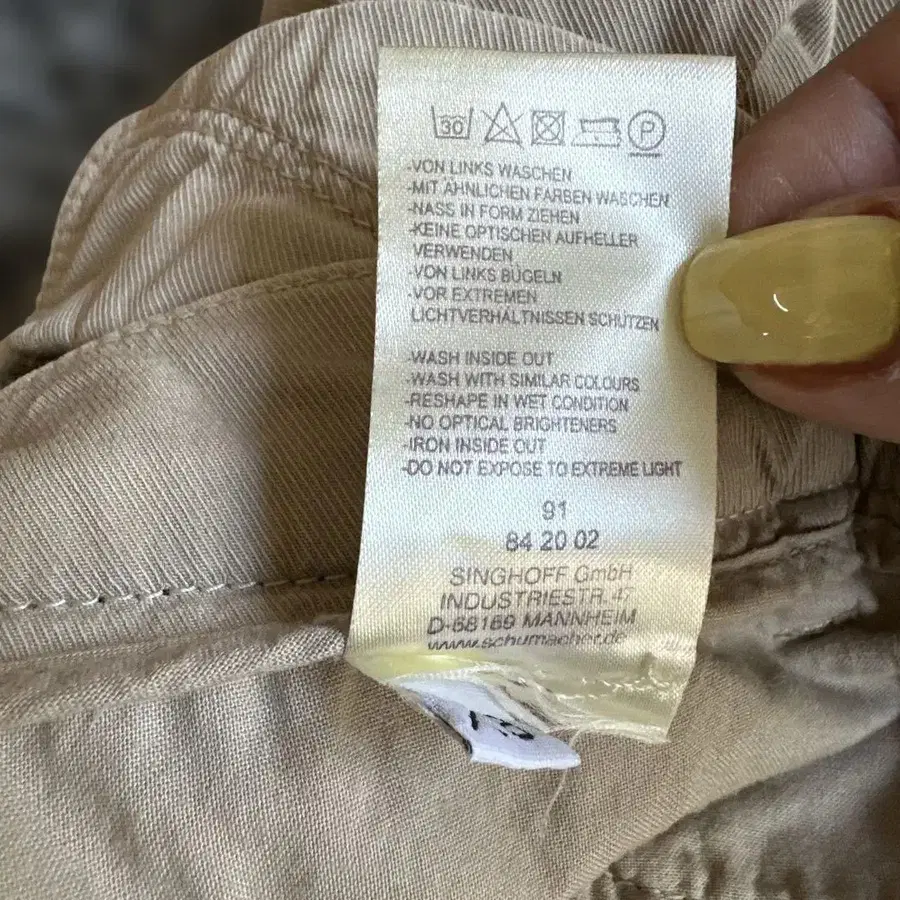 30
P
-VON LINKS WASCHEN
-MIT ÄHNLICHEN FARBEN WASCHEN
-NASS IN FORM ZIEHEN
-KEINE OPTISCHEN AUFHELLER
VERWENDEN
-VON LINKS BÜGELN
-VOR EXTREMEN
LICHTVERHÄLTNISSEN SCHÜTZEN
-WASH INSIDE OUT
-WASH WITH SIMILAR COLOURS
-RESHAPE IN WET CONDITION
-NO OPTICAL BRIGHTENERS
-IRON INSIDE OUT
-DO NOT EXPOSE TO EXTREME LIGHT
91
84 20 02
SINGHOFF GmbH
INDUSTRIESTR. 47
D-68169 MANNHEIM
www.schumacher.de